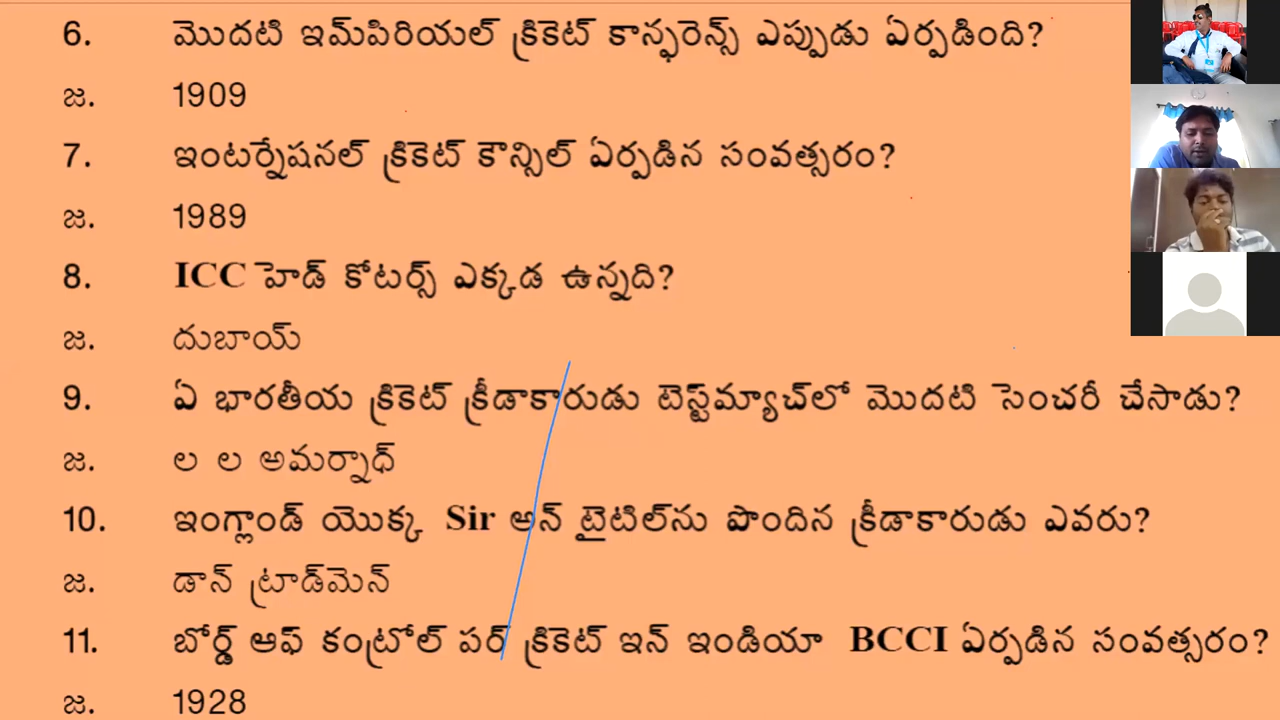 6. మొదటి ఇమ్‌పిరియల్ క్రికెట్ కాన్ఫరెన్స్ ఎప్పుడు ఏర్పడింది?
జ. 1909
7. ఇంటర్నేషనల్ క్రికెట్ కౌన్సిల్ ఏర్పడిన సంవత్సరం?
జ. 1989
8. ICC హెడ్ కోటర్స్ ఎక్కడ ఉన్నది?
జ. దుబాయ్
9. ఏ భారతీయ క్రికెట్ క్రీడాకారుడు టెస్ట్‌మ్యాచ్‌లో మొదటి సెంచరీ చేసాడు?
జ. ల ల అమర్నాధ్
10. ఇంగ్లాండ్ యొక్క Sir అన్ టైటిల్‌ను పొందిన క్రీడాకారుడు ఎవరు?
జ. డాన్ ట్రాడ్‌మెన్
11. బోర్డ్ ఆఫ్ కంట్రోల్ పర్ క్రికెట్ ఇన్ ఇండియా BCCI ఏర్పడిన సంవత్సరం?
జ. 1928